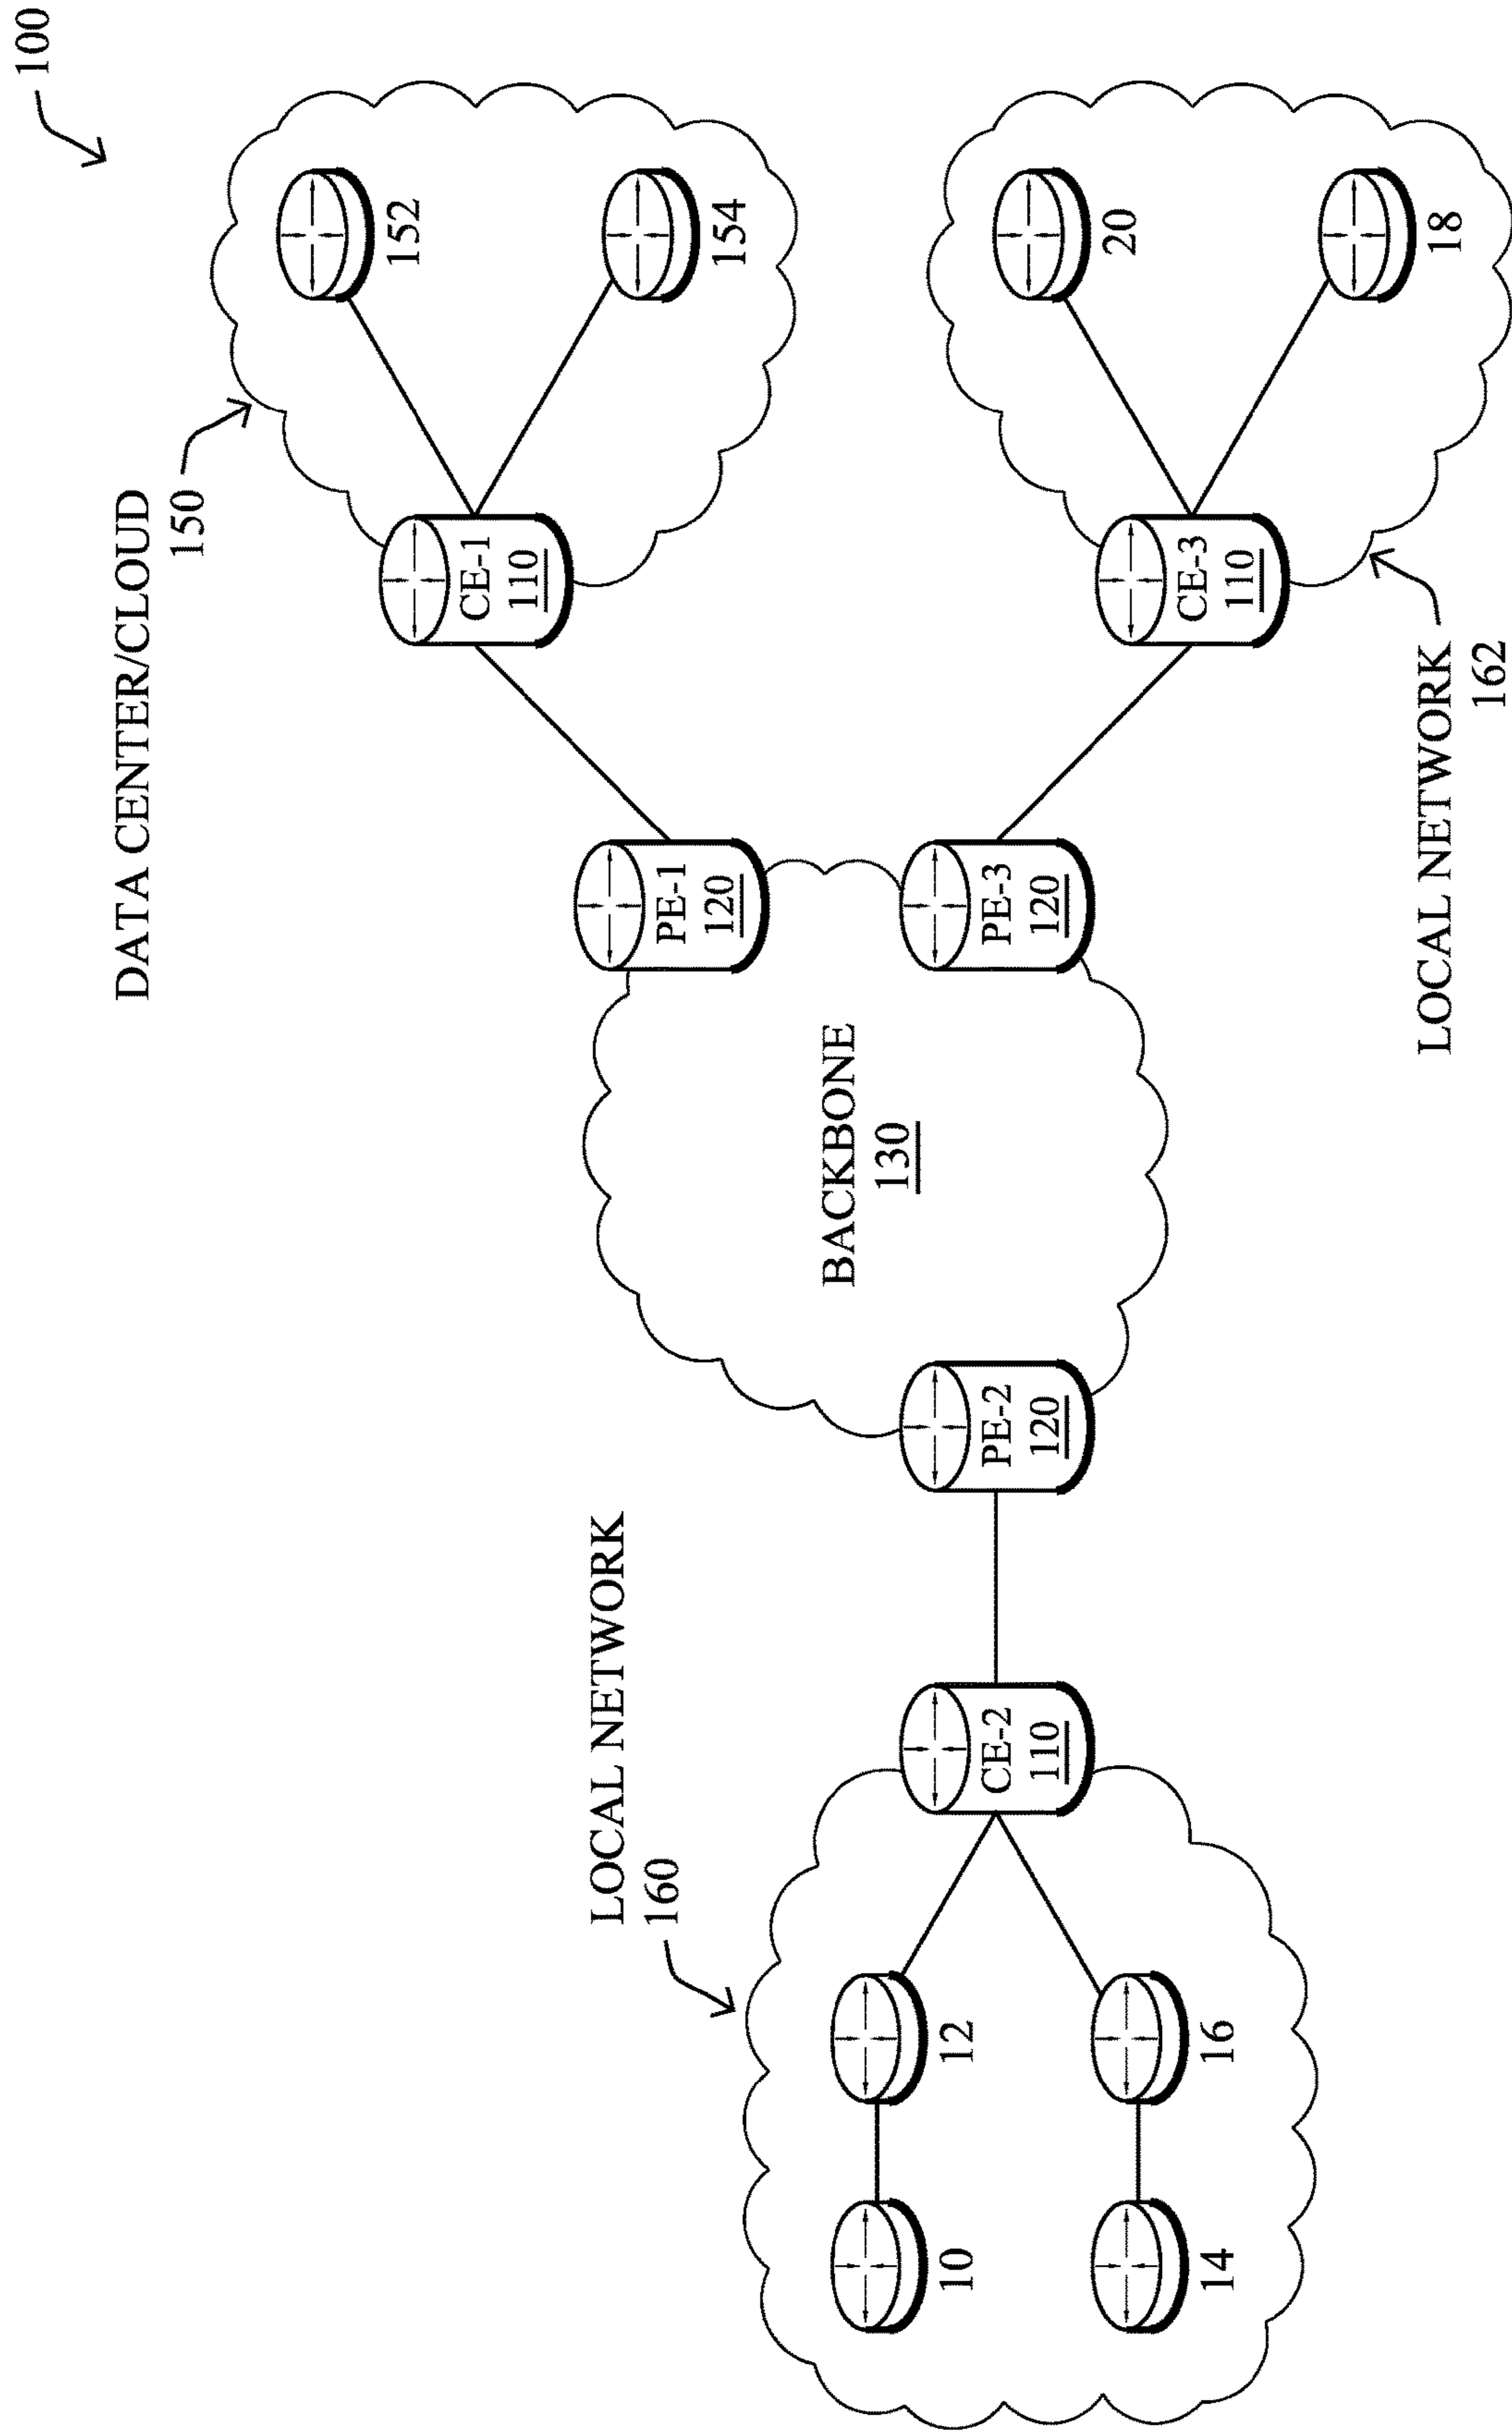 100
DATA CENTER/CLOUD
150
152
154
CE-1
110
PE-1
120
BACKBONE
130
PE-3
120
CE-3
110
20
18
LOCAL NETWORK
162
PE-2
120
LOCAL NETWORK
160
CE-2
110
12
10
16
14